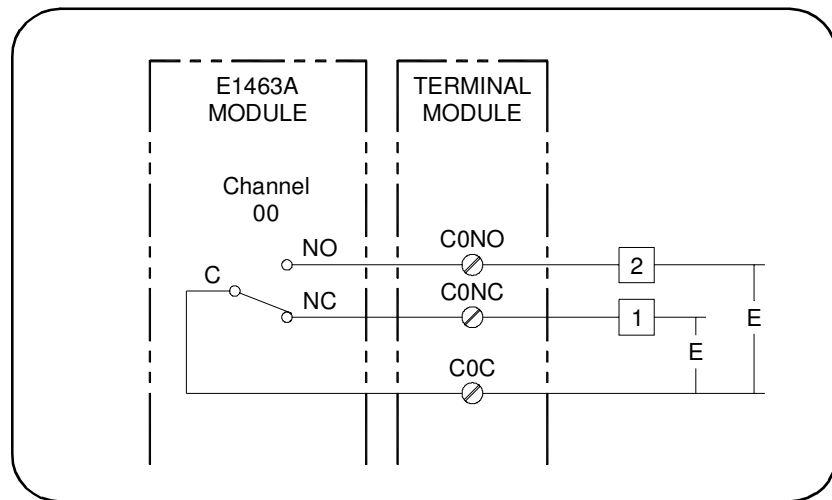 E1463A
MODULE
TERMINAL
MODULE
Channel
00
NO
C0NO
2
C
NC
C0NC
1
E
E
C0C